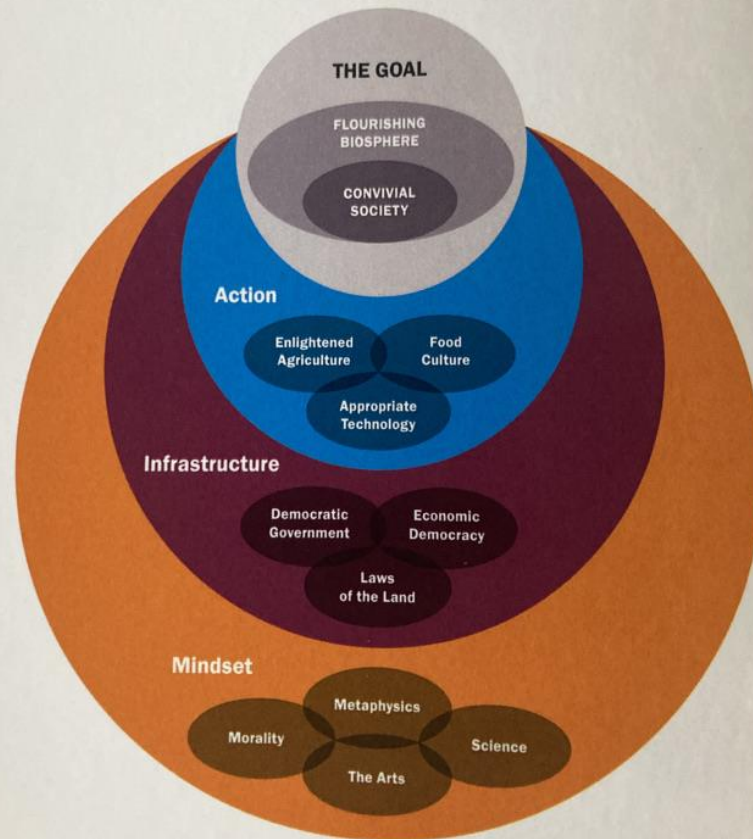 THE GOAL
FLOURISHING
BIOSPHERE
CONVIVIAL
SOCIETY
Action
Enlightened
Agriculture
Food
Culture
Appropriate
Technology
Infrastructure
Democratic
Government
Economic
Democracy
Laws
of the Land
Mindset
Metaphysics
Morality
Science
The Arts